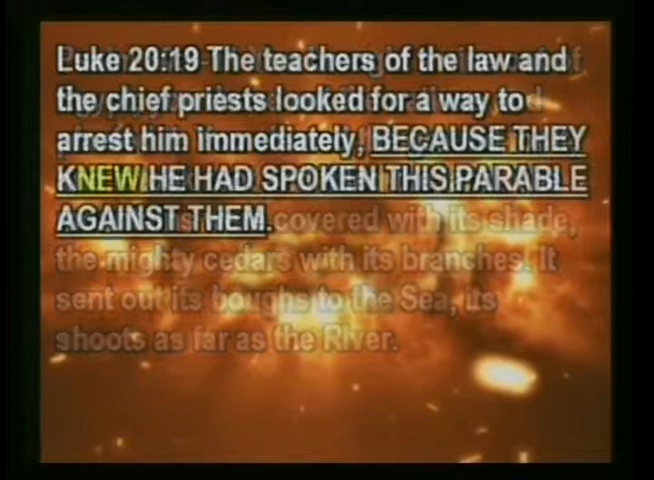 Luke 20:19 The teachers of the law and
the chief priests looked for a way to
arrest him immediately, BECAUSE THEY
KNEW HE HAD SPOKEN THIS PARABLE
AGAINST THEM. covered with its shade,
the mighty cedars with its branches. It
sent out its boughs to the Sea, its
shoots as far as the River.